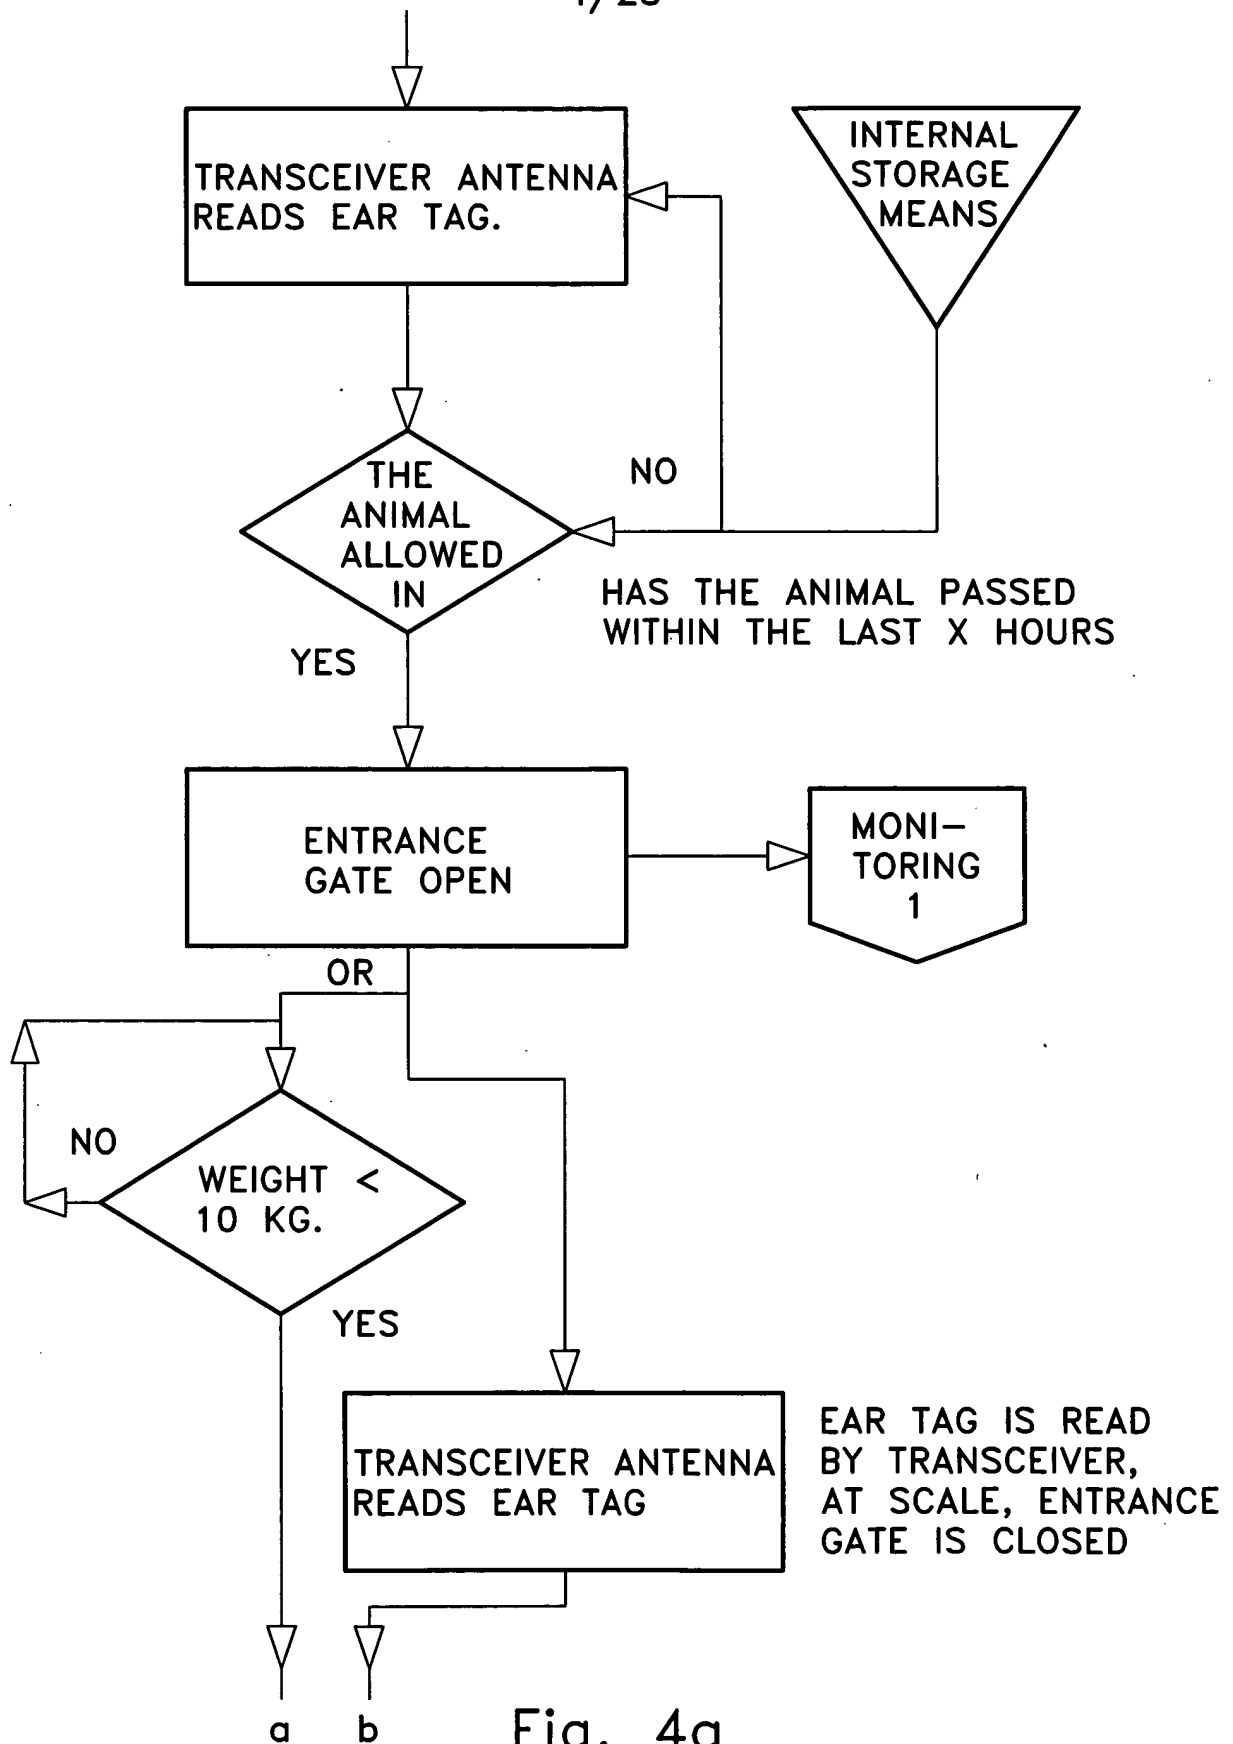 TRANSCEIVER ANTENNA
READS EAR TAG.
INTERNAL
STORAGE
MEANS
THE
ANIMAL
ALLOWED
IN
NO
HAS THE ANIMAL PASSED
WITHIN THE LAST X HOURS
YES
ENTRANCE
GATE OPEN
MONI-
TORING
1
OR
NO
WEIGHT <
10 KG.
YES
TRANSCEIVER ANTENNA
READS EAR TAG
EAR TAG IS READ
BY TRANSCEIVER,
AT SCALE, ENTRANCE
GATE IS CLOSED
a b
Fig. 4a